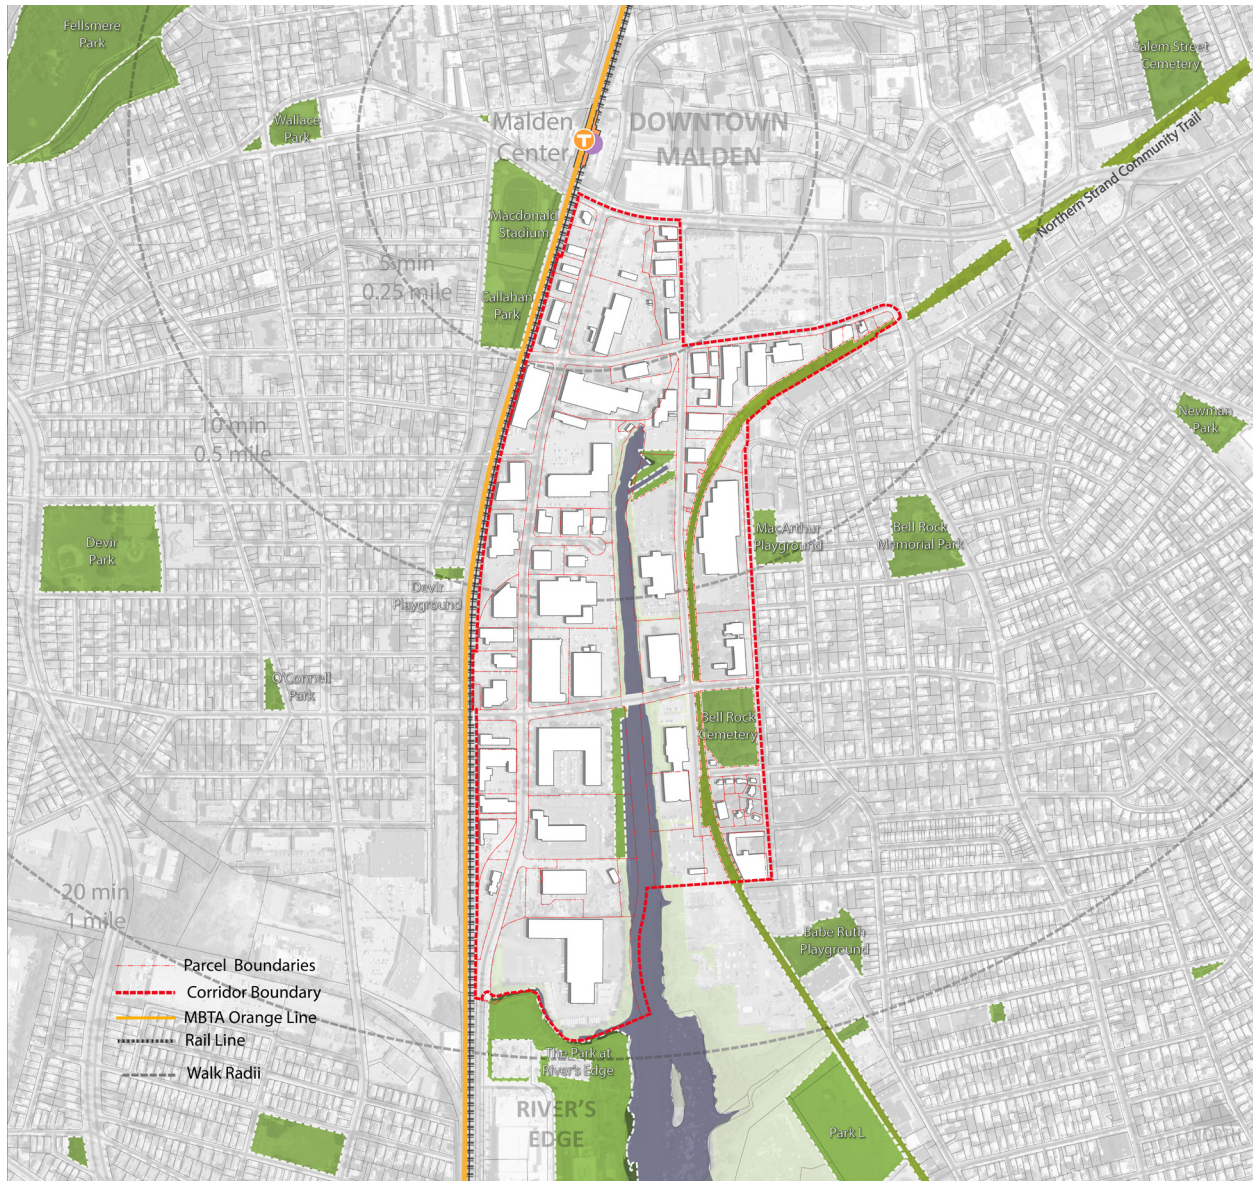 Fellsmere
Park
Salem Street
Cemetery
Wallace
Park
Malden
Center
T
DOWNTOWN
MALDEN
Northern Strand Community Trail
Macdonald
Stadium
5 min
0.25 mile
Callahan
Park
10 min
0.5 mile
Newman
Park
Devir
Park
MacArthur
Playground
Bell Rock
Memorial Park
Devir
Playground
O'Connell
Park
Bell Rock
Cemetery
20 min
1 mile
Babe Ruth
Playground
Parcel Boundaries
Corridor Boundary
MBTA Orange Line
Rail Line
Walk Radii
The Park at
River's Edge
RIVER'S
EDGE
Park L